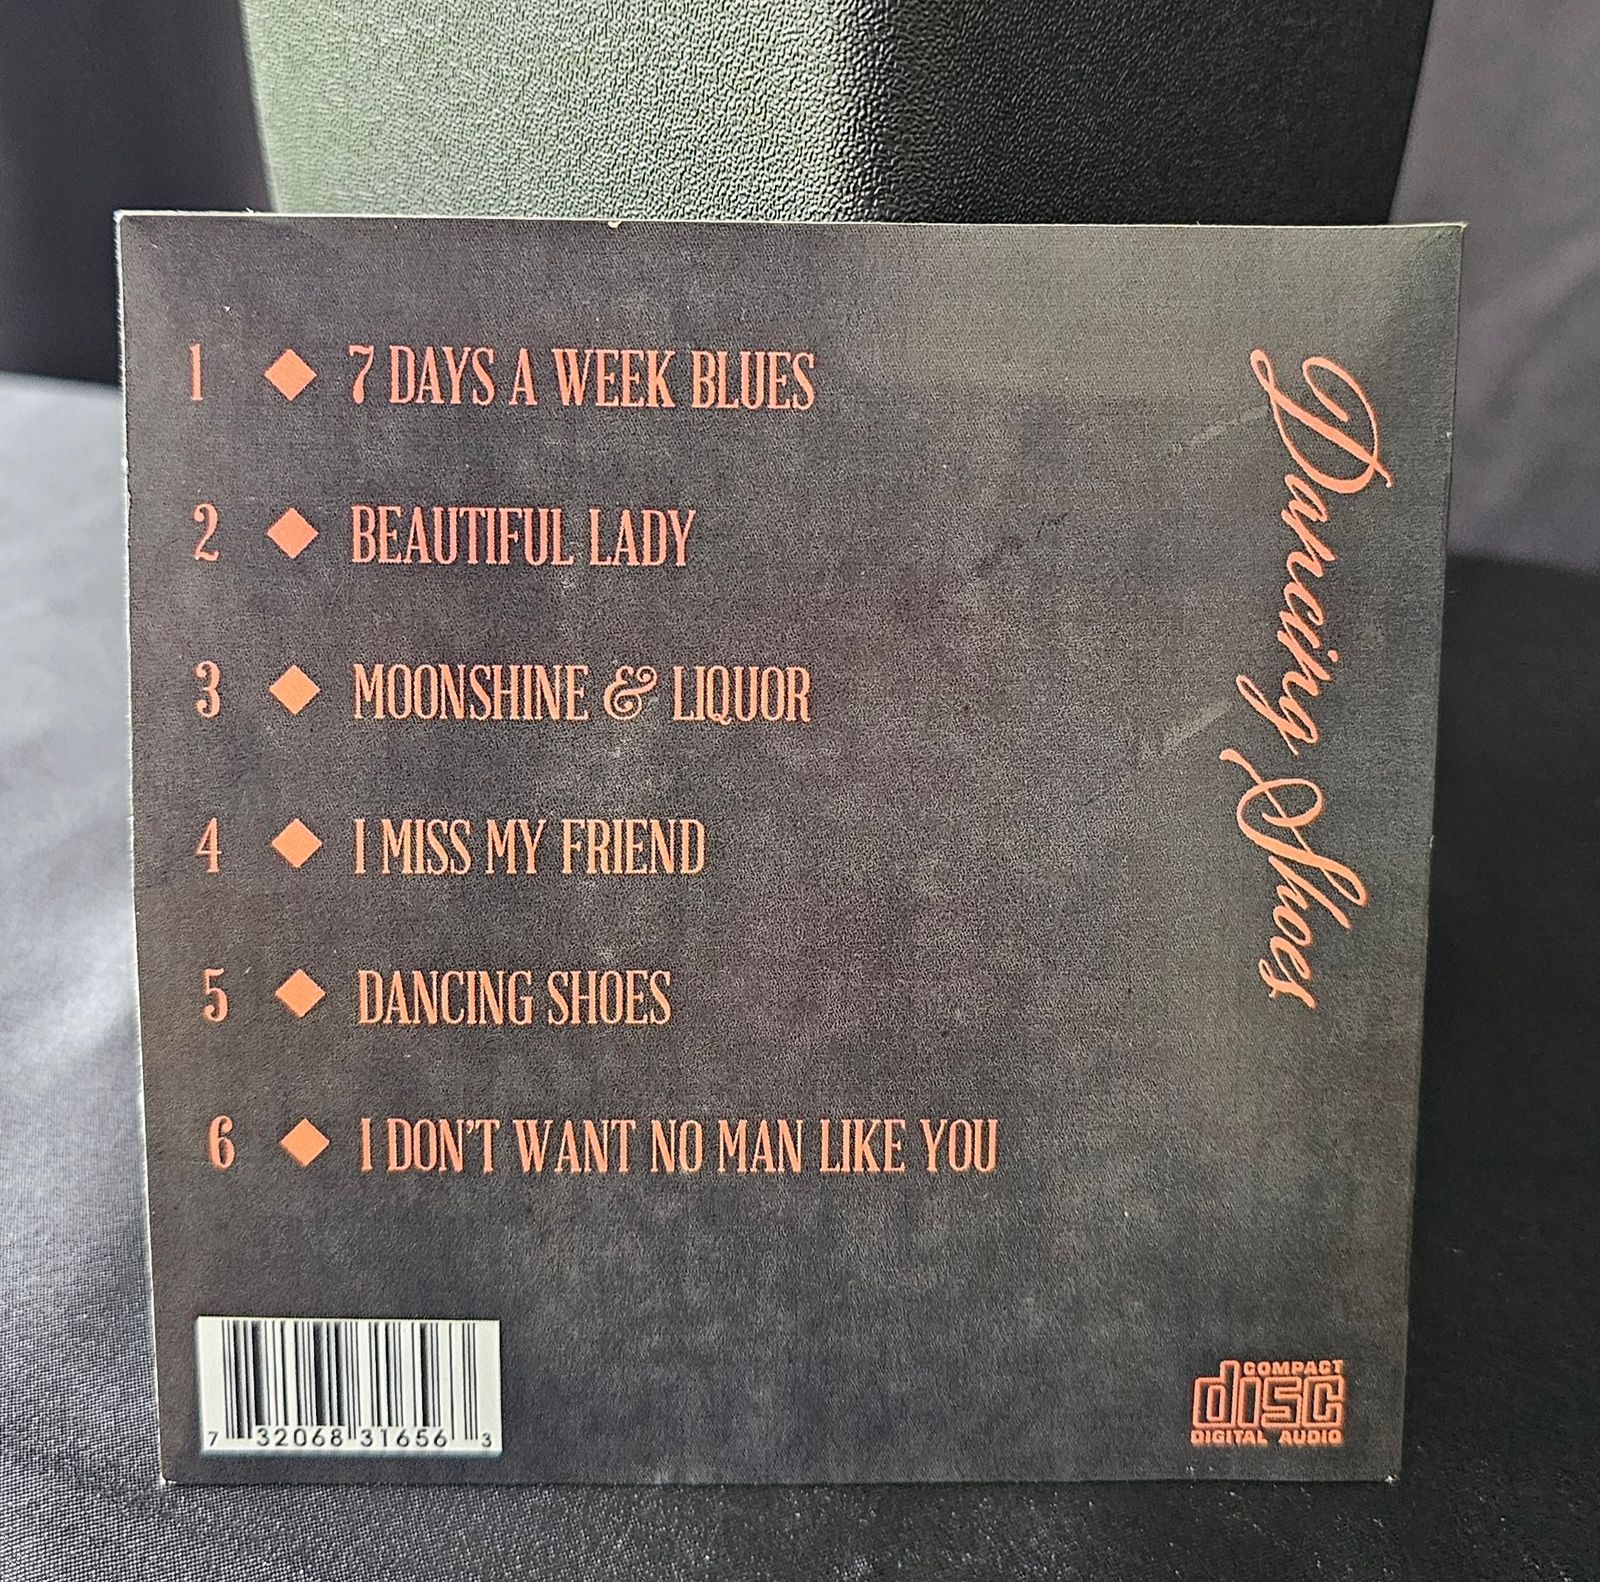 1 ◆ 7 DAYS A WEEK BLUES
2 ◆ BEAUTIFUL LADY
3 ◆ MOONSHINE & LIQUOR
4 ◆ I MISS MY FRIEND
5 ◆ DANCING SHOES
6 ◆ I DON'T WANT NO MAN LIKE YOU
Dancing Shoes
7 32068 31656 3
COMPACT
disc
DIGITAL AUDIO